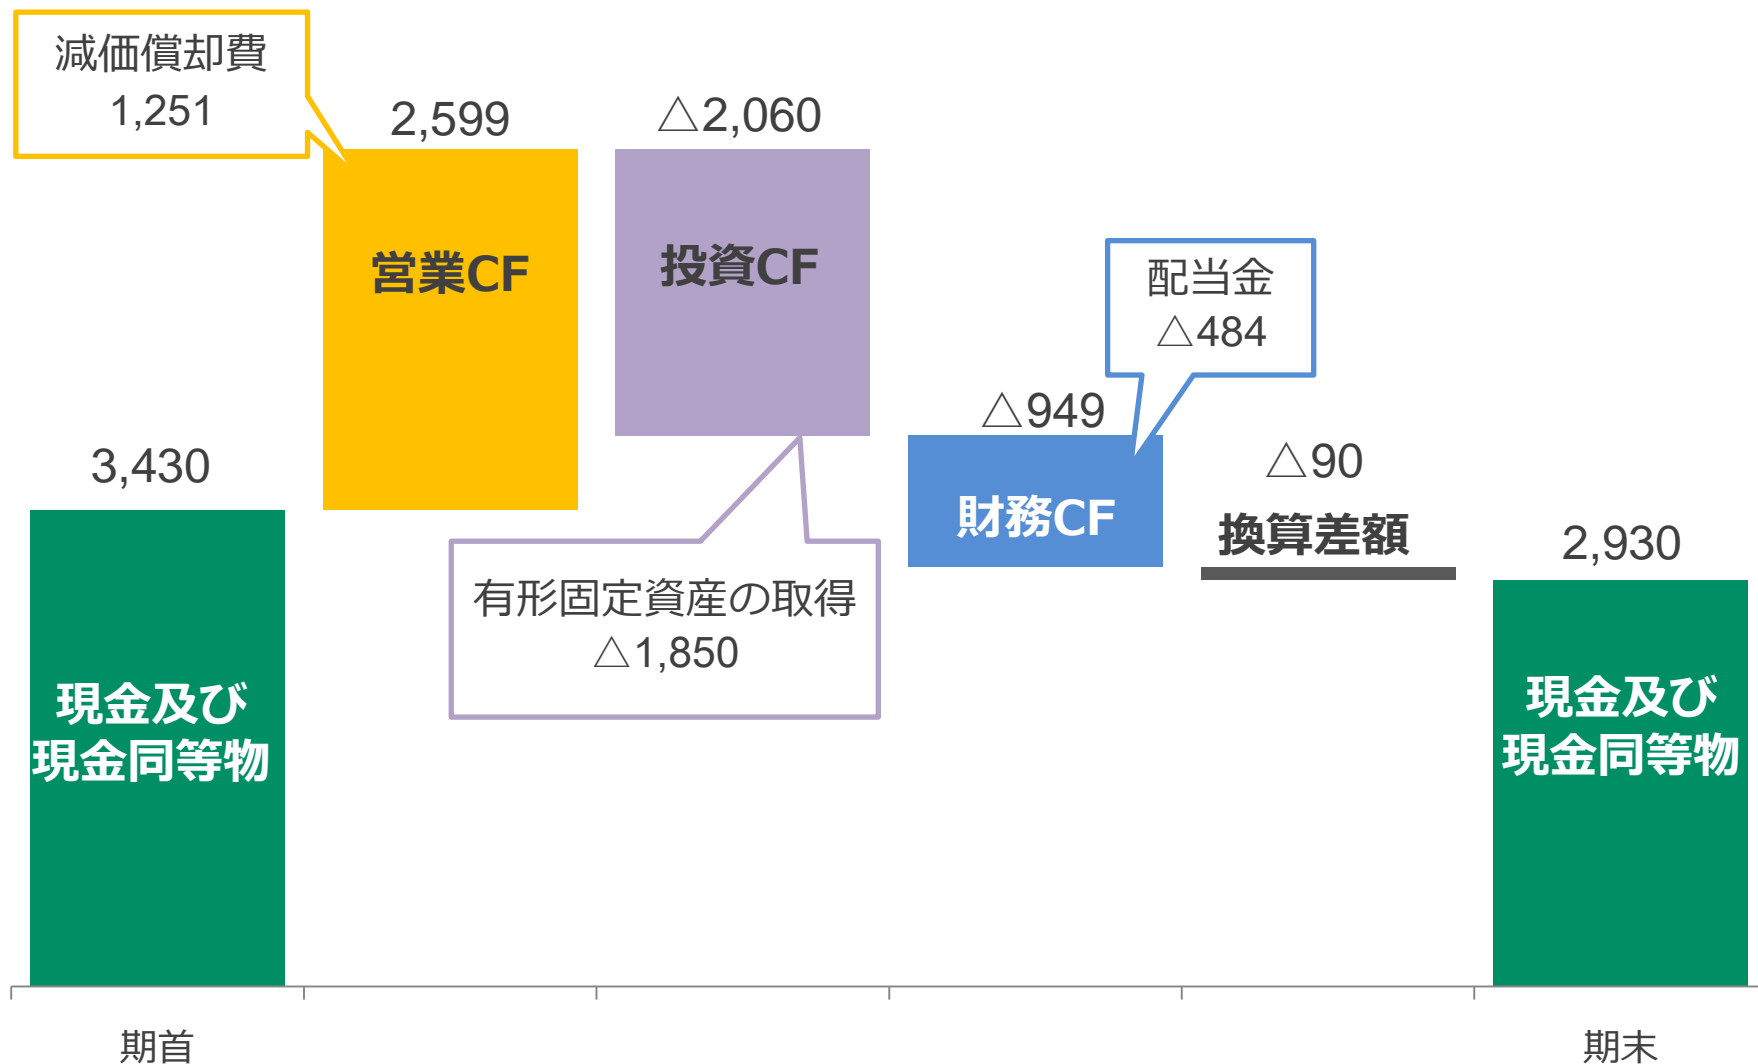 減価償却費
1,251
2,599
△2,060
営業CF
投資CF
配当金
△484
△949
3,430
△90
財務CF
換算差額
2,930
有形固定資産の取得
△1,850
現金及び
現金同等物
現金及び
現金同等物
期首
期末